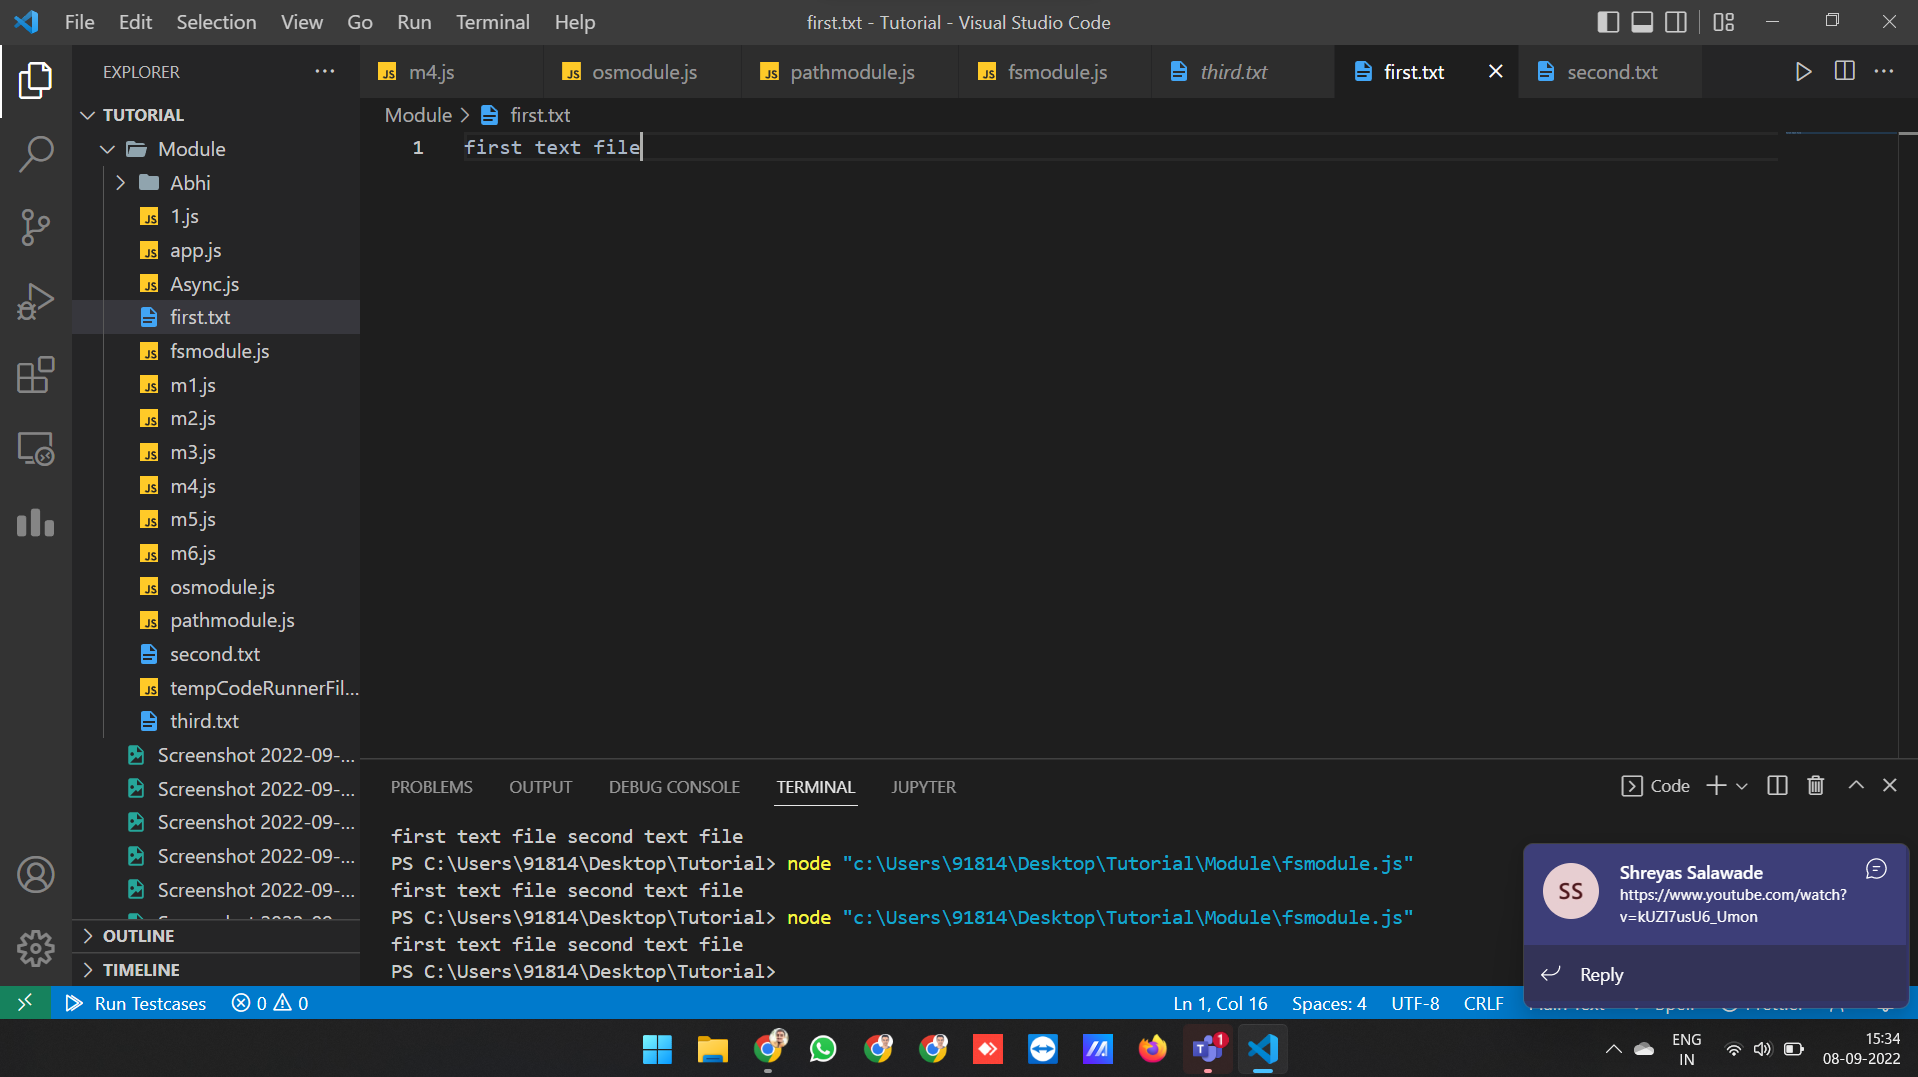 File Edit Selection View Go Run Terminal Help
first.txt - Tutorial - Visual Studio Code
EXPLORER
TUTORIAL
Module
Abhi
1.js
app.js
Async.js
first.txt
fsmodule.js
m1.js
m2.js
m3.js
m4.js
m5.js
m6.js
osmodule.js
pathmodule.js
second.txt
tempCodeRunnerFil...
third.txt
Screenshot 2022-09-...
Screenshot 2022-09-...
Screenshot 2022-09-...
Screenshot 2022-09-...
Screenshot 2022-09-...
OUTLINE
TIMELINE
m4.js osmodule.js pathmodule.js fsmodule.js third.txt first.txt second.txt
Module > first.txt
1 first text file
PROBLEMS OUTPUT DEBUG CONSOLE TERMINAL JUPYTER
Code
first text file second text file
PS C:\Users\91814\Desktop\Tutorial> node "c:\Users\91814\Desktop\Tutorial\Module\fsmodule.js"
first text file second text file
PS C:\Users\91814\Desktop\Tutorial> node "c:\Users\91814\Desktop\Tutorial\Module\fsmodule.js"
first text file second text file
PS C:\Users\91814\Desktop\Tutorial>
SS
Shreyas Salawade
https://www.youtube.com/watch?
v=kUZI7usU6_Umon
Reply
Run Testcases 0 0
Ln 1, Col 16 Spaces: 4 UTF-8 CRLF
1
ENG
IN
15:34
08-09-2022